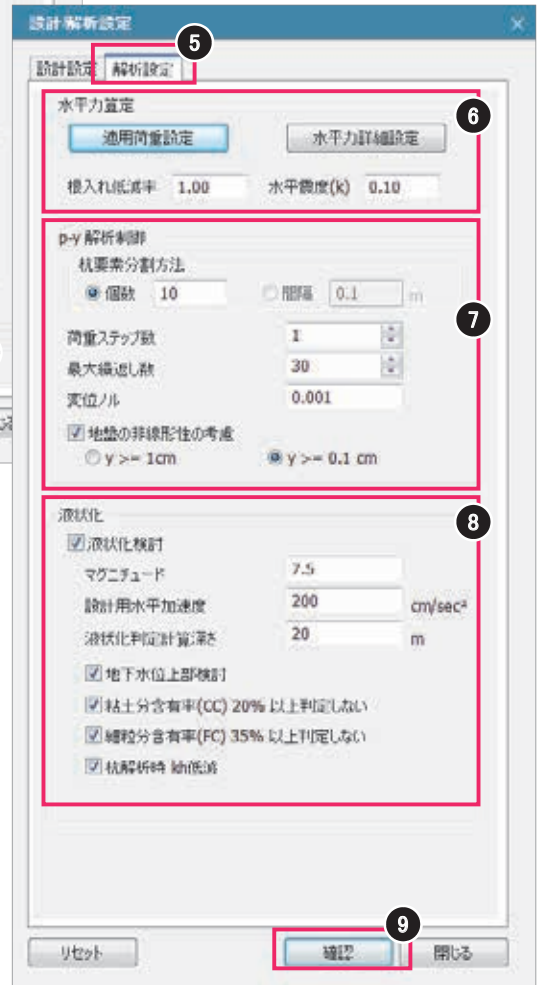 設計/解析設定
5
設計設定 解析設定
水平力算定
6
適用荷重設定 水平力詳細設定
根入れ低減率 1.00 水平震度(k) 0.10
p-y 解析制御
杭要素分割方法
個数 10 間隔 0.1 m
7
荷重ステップ数 1
最大繰返し数 30
変位ノル 0.001
地盤の非線形性の考慮
y >= 1cm y >= 0.1 cm
液状化
8
液状化検討
マグニチュード 7.5
設計用水平加速度 200 cm/sec²
液状化判定計算深さ 20 m
地下水位上部検討
粘土分含有率(CC) 20% 以上判定しない
細粒分含有率(FC) 35% 以上判定しない
杭解析時 kh低減
9
リセット 確認 閉じる